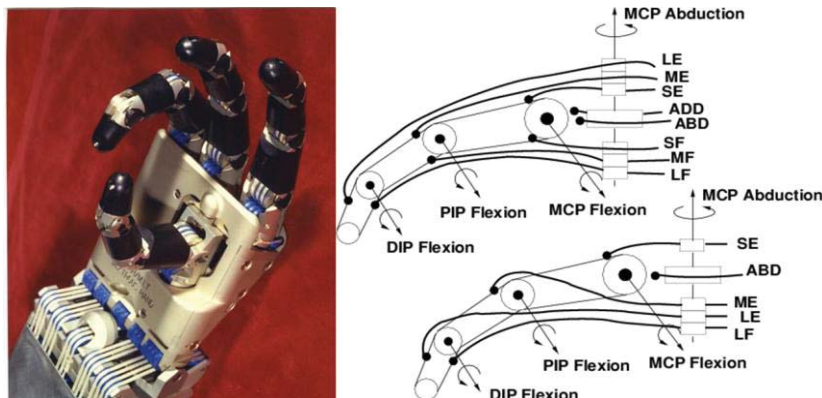 MCP Abduction
LE
ME
SE
ADD
ABD
SF
MF
LF
PIP Flexion
MCP Flexion
DIP Flexion
MCP Abduction
SE
ABD
ME
LE
LF
PIP Flexion
MCP Flexion
DIP Flexion